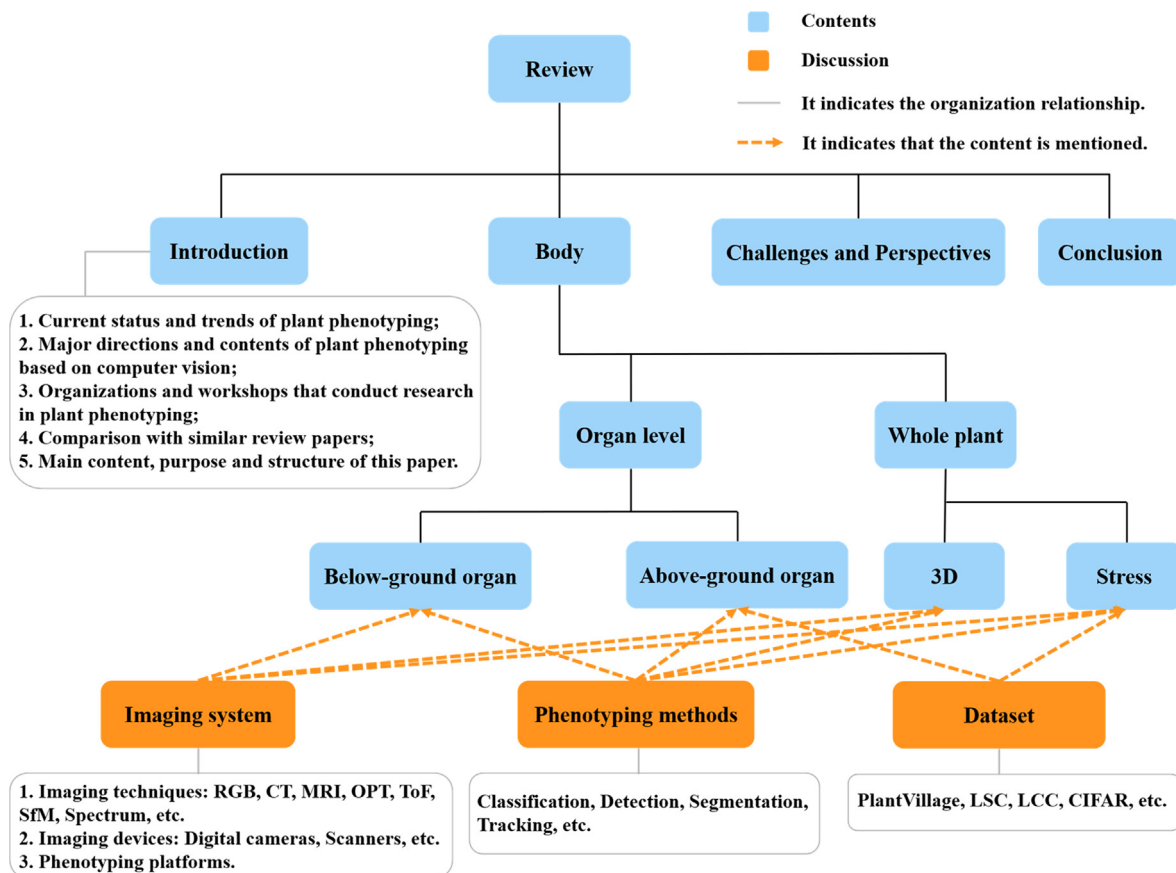 Contents
Discussion
It indicates the organization relationship.
It indicates that the content is mentioned.
Review
Introduction
Body
Challenges and Perspectives
Conclusion
1. Current status and trends of plant phenotyping;
2. Major directions and contents of plant phenotyping
based on computer vision;
3. Organizations and workshops that conduct research
in plant phenotyping;
4. Comparison with similar review papers;
5. Main content, purpose and structure of this paper.
Organ level
Whole plant
Below-ground organ
Above-ground organ
3D
Stress
Imaging system
Phenotyping methods
Dataset
1. Imaging techniques: RGB, CT, MRI, OPT, ToF,
SfM, Spectrum, etc.
2. Imaging devices: Digital cameras, Scanners, etc.
3. Phenotyping platforms.
Classification, Detection, Segmentation,
Tracking, etc.
PlantVillage, LSC, LCC, CIFAR, etc.